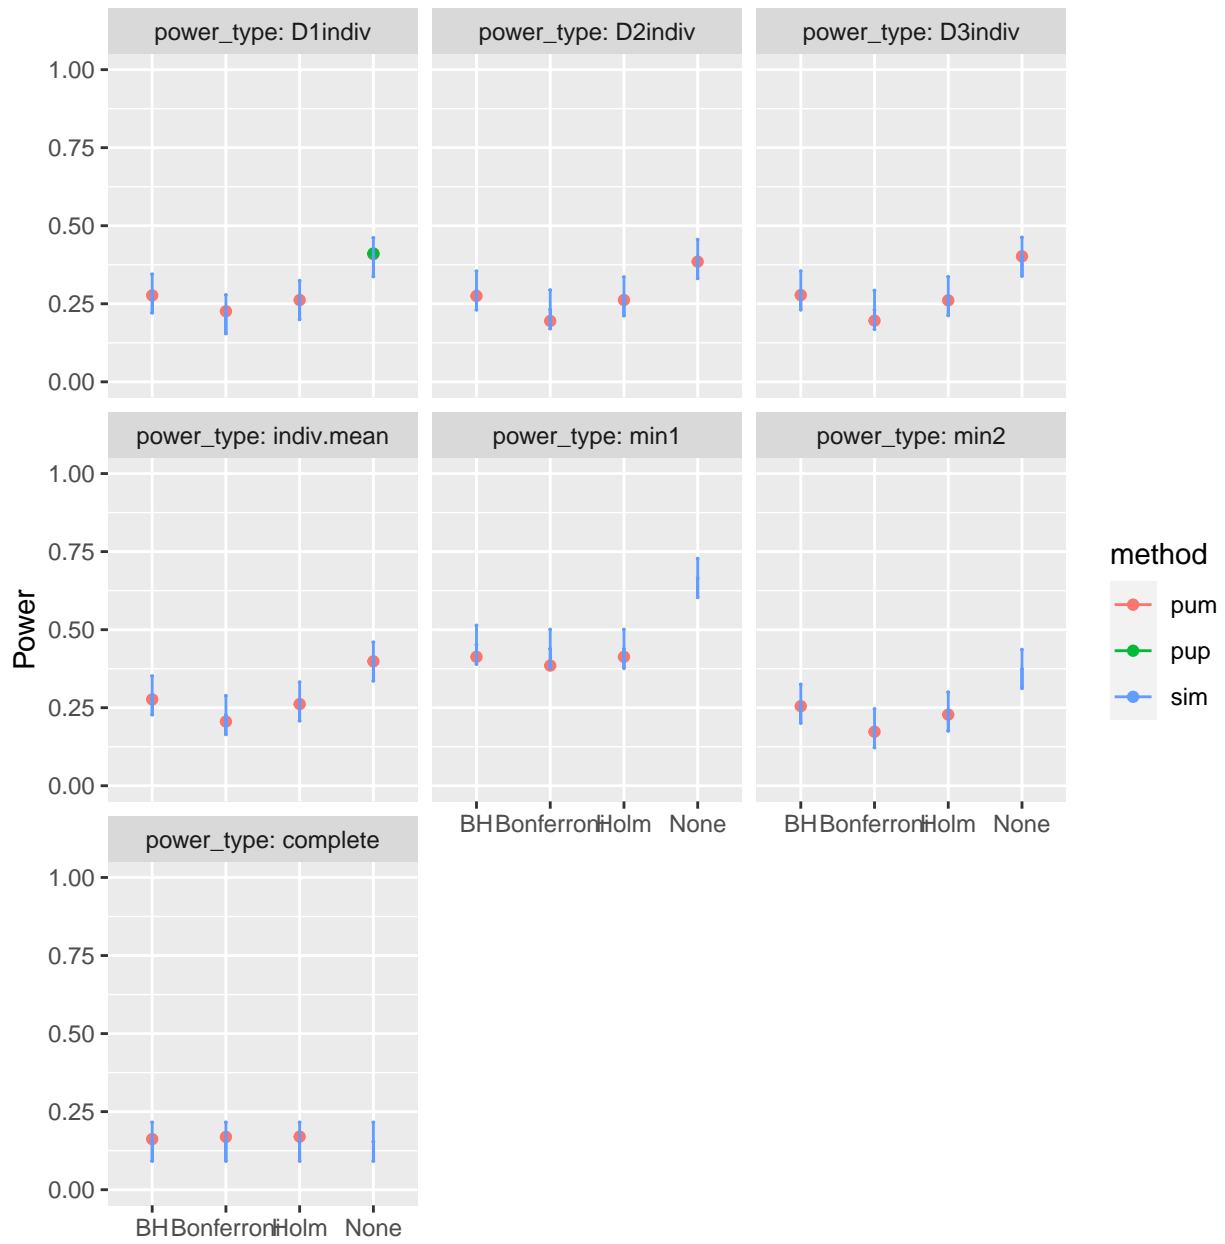 power_type: D1indiv
power_type: D2indiv
power_type: D3indiv
1.00
0.75
0.50
0.25
0.00
power_type: indiv.mean
power_type: min1
power_type: min2
1.00
0.75
0.50
0.25
0.00
Power
method
pum
pup
sim
BH Bonferroni Holm None
BH Bonferroni Holm None
power_type: complete
1.00
0.75
0.50
0.25
0.00
BH Bonferroni Holm None